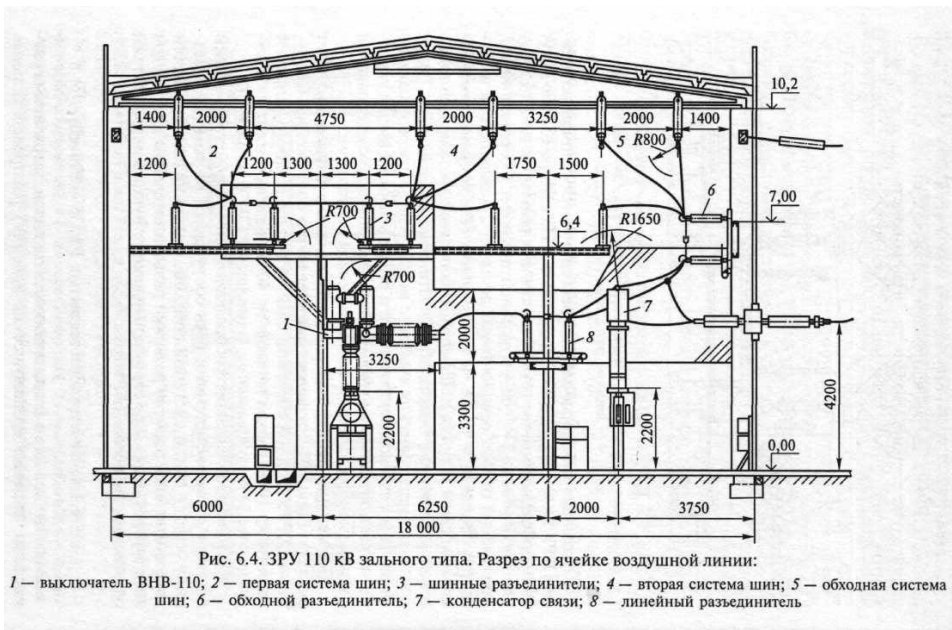 10,2
1400 2000 4750 2000 3250 2000 1400
2 4 5 R800
1200 1200 1300 1300 1200 1750 1500
6
7,00
R700 3 6,4 R1650
R700
1 7
8
3250 2000
2200 3300 2200 4200
0,00
6000 6250 2000 3750
18 000
Рис. 6.4. ЗРУ 110 кВ зального типа. Разрез по ячейке воздушной линии:
1 — выключатель ВНВ-110; 2 — первая система шин; 3 — шинные разъединители; 4 — вторая система шин; 5 — обходная система
шин; 6 — обходной разъединитель; 7 — конденсатор связи; 8 — линейный разъединитель